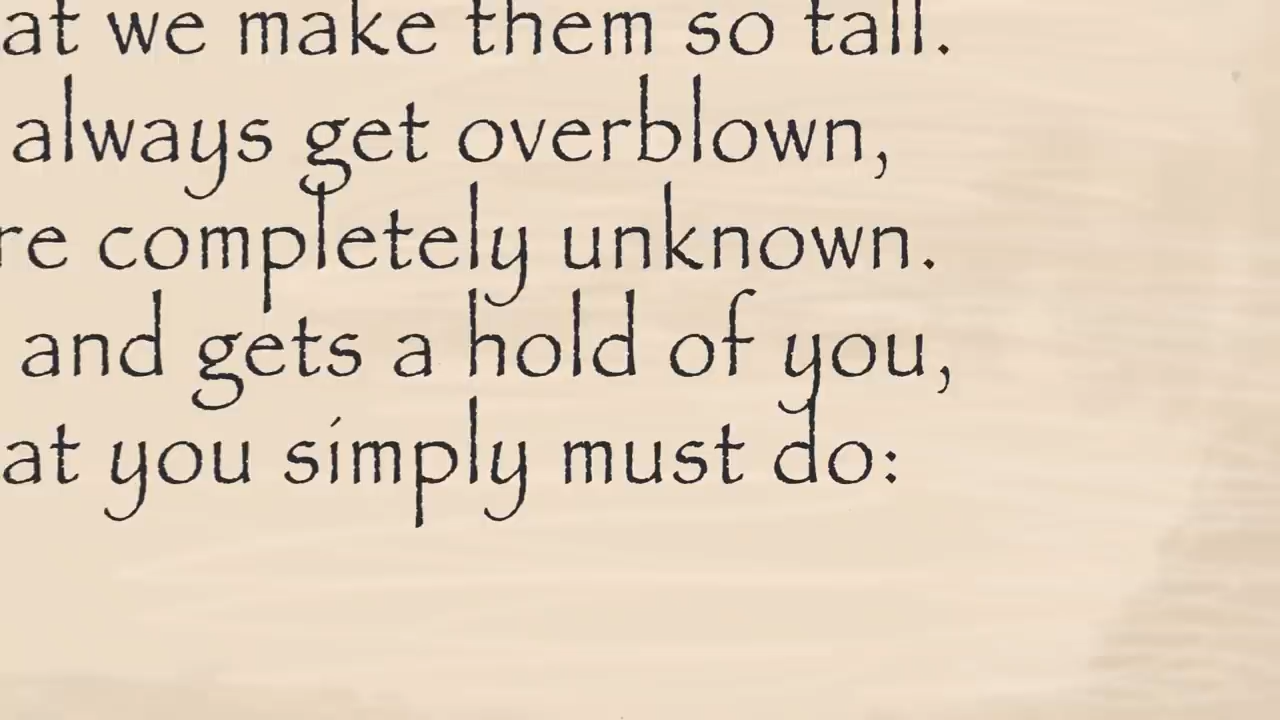 at we make them so tall.
always get overblown,
re completely unknown.
and gets a hold of you,
at you simply must do: